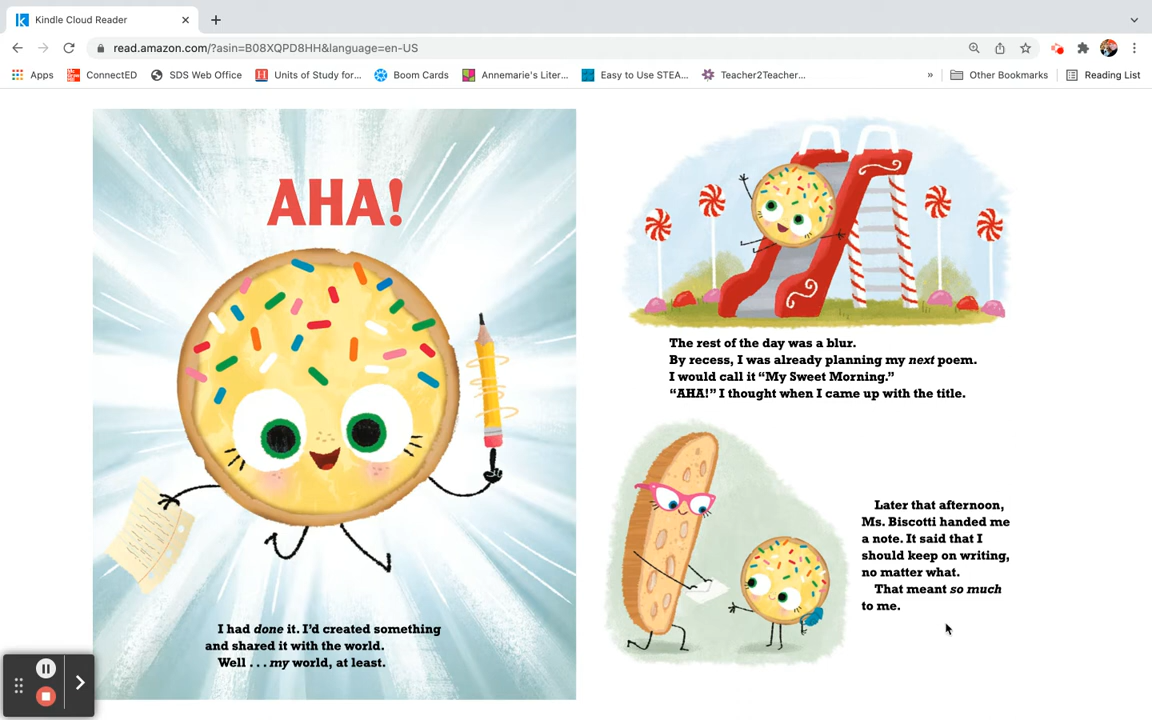 Kindle Cloud Reader
read.amazon.com/?asin=B08XQPD8HH&language=en-US
Apps
ConnectED
SDS Web Office
Units of Study for...
Boom Cards
Annemarie's Liter...
Easy to Use STEA...
Teacher2Teacher...
»
Other Bookmarks
Reading List
AHA!
I had done it. I'd created something
and shared it with the world.
Well . . . my world, at least.
The rest of the day was a blur.
By recess, I was already planning my next poem.
I would call it “My Sweet Morning.”
“AHA!” I thought when I came up with the title.
Later that afternoon,
Ms. Biscotti handed me
a note. It said that I
should keep on writing,
no matter what.
That meant so much
to me.